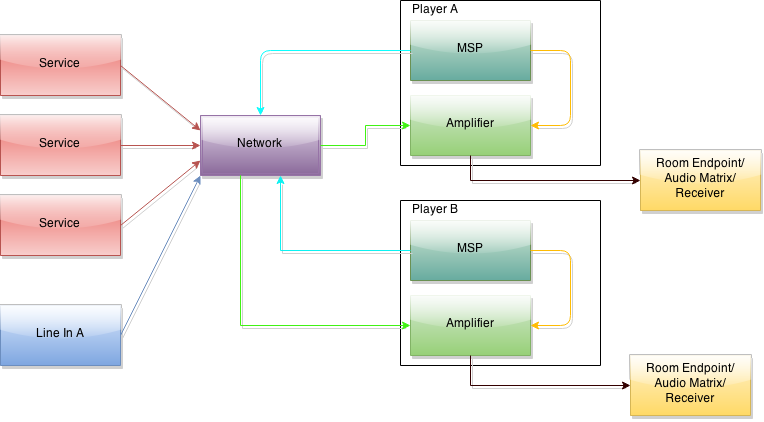 Player A
MSP
Service
Amplifier
Service
Network
Room Endpoint/
Audio Matrix/
Receiver
Player B
Service
MSP
Line In A
Amplifier
Room Endpoint/
Audio Matrix/
Receiver